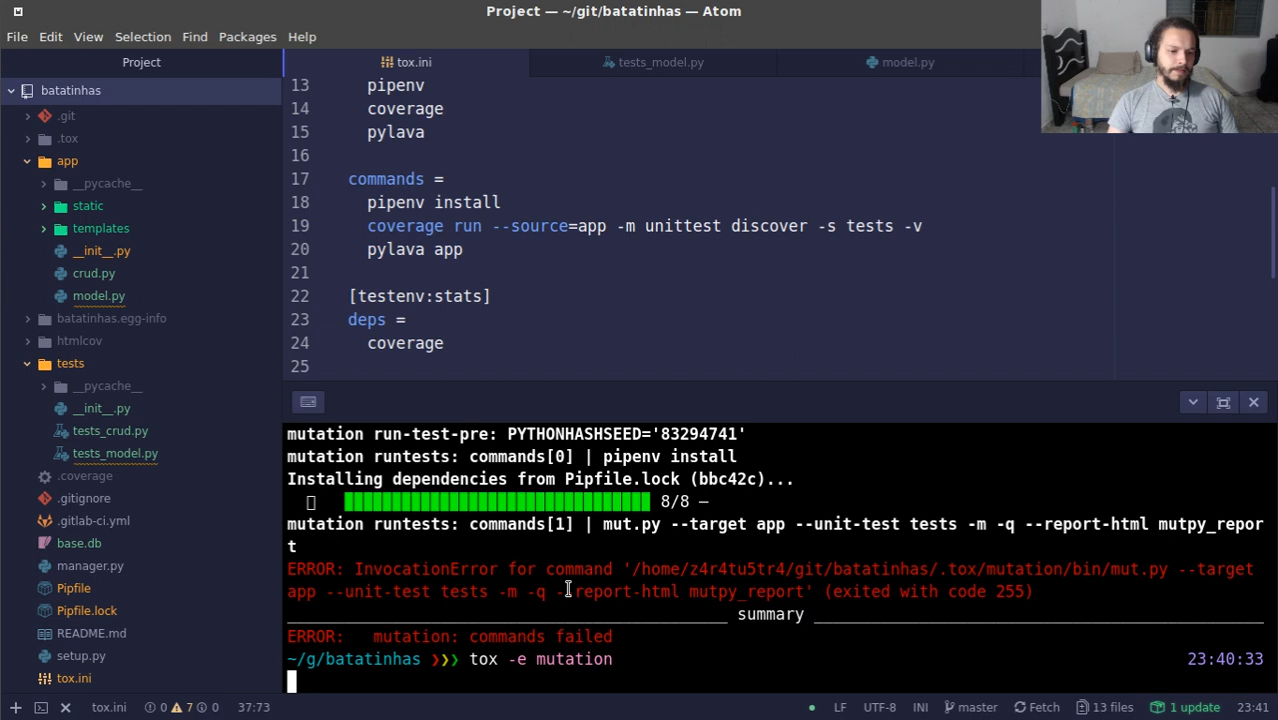 Project — ~/git/batatinhas — Atom
File Edit View Selection Find Packages Help
Project
batatinhas
.git
.tox
app
__pycache__
static
templates
__init__.py
crud.py
model.py
batatinhas.egg-info
htmlcov
tests
__pycache__
__init__.py
tests_crud.py
tests_model.py
.coverage
.gitignore
.gitlab-ci.yml
base.db
manager.py
Pipfile
Pipfile.lock
README.md
setup.py
tox.ini
tox.ini tests_model.py model.py
13 pipenv
14 coverage
15 pylava
16
17 commands =
18 pipenv install
19 coverage run --source=app -m unittest discover -s tests -v
20 pylava app
21
22 [testenv:stats]
23 deps =
24 coverage
25
mutation run-test-pre: PYTHONHASHSEED='83294741'
mutation runtests: commands[0] | pipenv install
Installing dependencies from Pipfile.lock (bbc42c)...
8/8 —
mutation runtests: commands[1] | mut.py --target app --unit-test tests -m -q --report-html mutpy_repor
t
ERROR: InvocationError for command '/home/z4r4tu5tr4/git/batatinhas/.tox/mutation/bin/mut.py --target
app --unit-test tests -m -q --report-html mutpy_report' (exited with code 255)
summary
ERROR: mutation: commands failed
~/g/batatinhas ❯❯❯ tox -e mutation 23:40:33
tox.ini 0 7 0 37:73 LF UTF-8 INI master Fetch 13 files 1 update 23:41